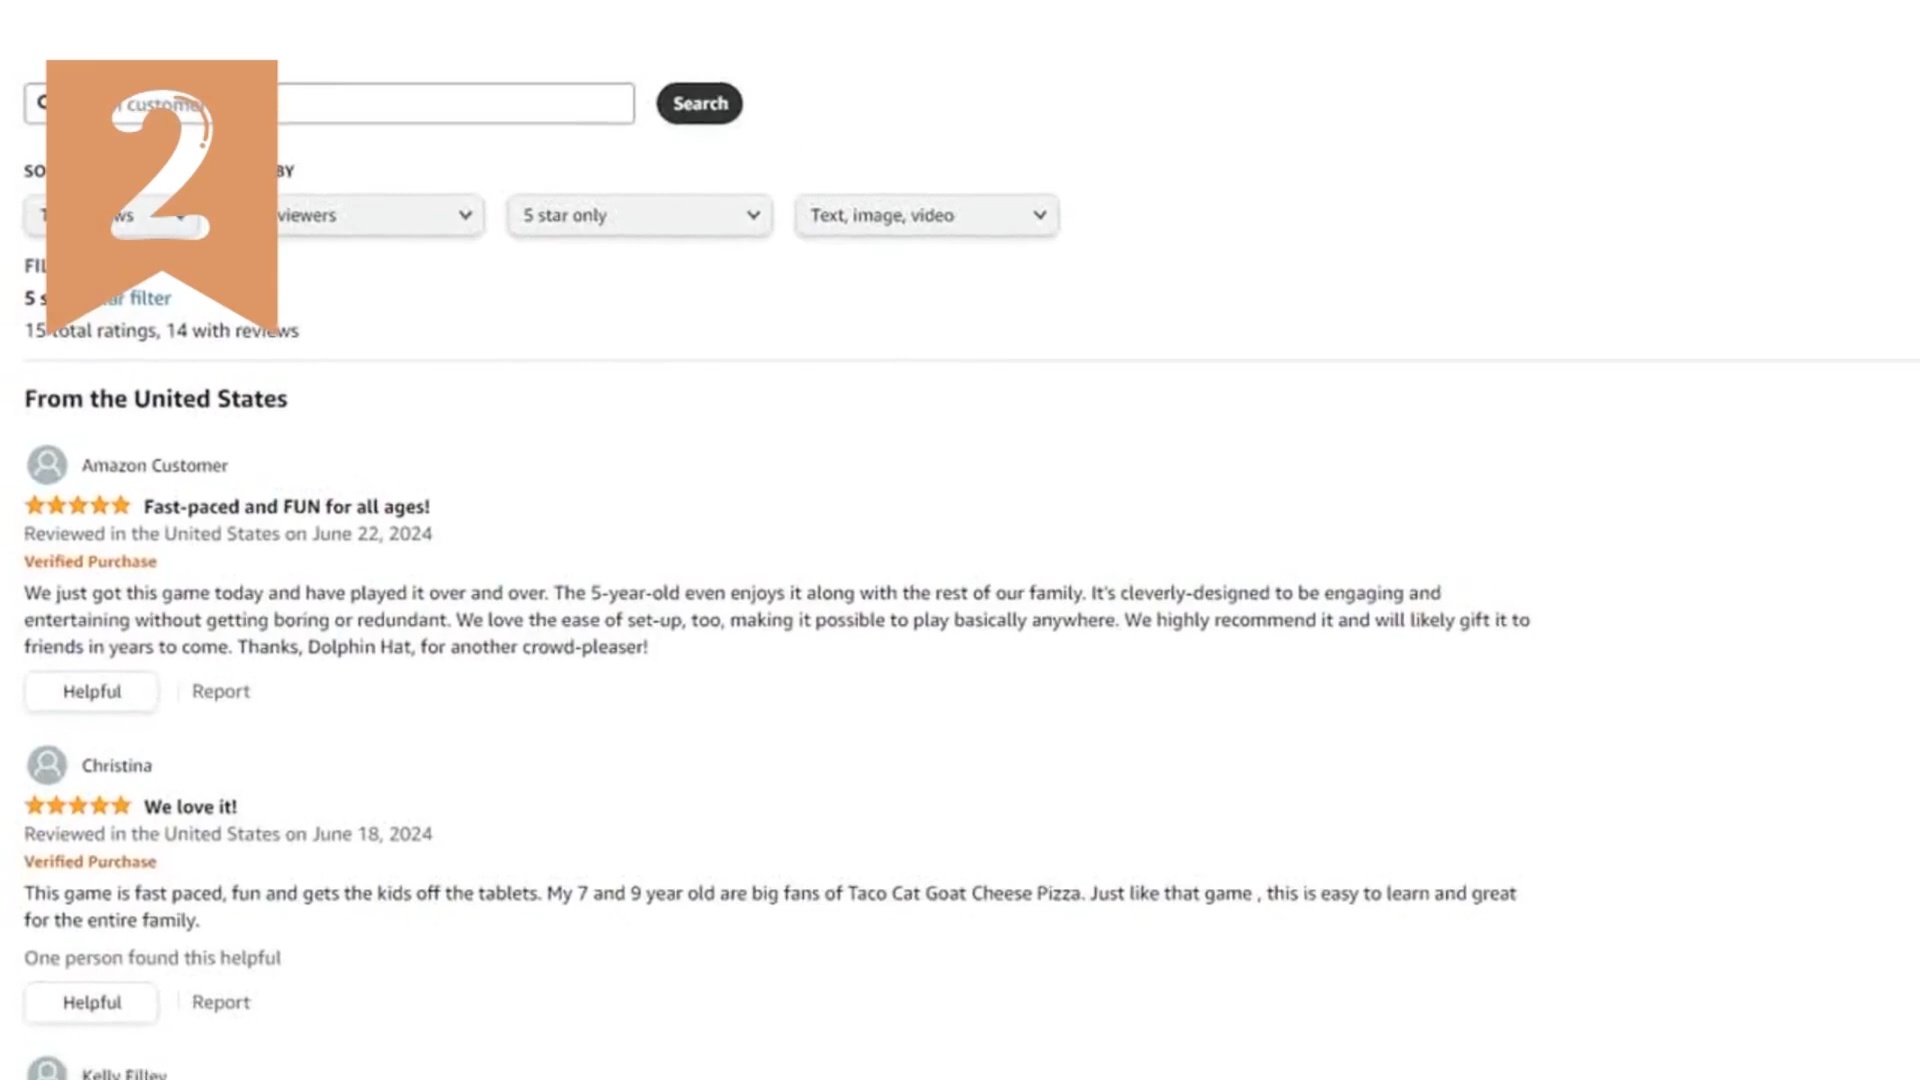 2
customer
Search
BY
viewers
5 star only
Text, image, video
filter
15 total ratings, 14 with reviews
From the United States
Amazon Customer
Fast-paced and FUN for all ages!
Reviewed in the United States on June 22, 2024
Verified Purchase
We just got this game today and have played it over and over. The 5-year-old even enjoys it along with the rest of our family. It's cleverly-designed to be engaging and
entertaining without getting boring or redundant. We love the ease of set-up, too, making it possible to play basically anywhere. We highly recommend it and will likely gift it to
friends in years to come. Thanks, Dolphin Hat, for another crowd-pleaser!
Helpful
Report
Christina
We love it!
Reviewed in the United States on June 18, 2024
Verified Purchase
This game is fast paced, fun and gets the kids off the tablets. My 7 and 9 year old are big fans of Taco Cat Goat Cheese Pizza. Just like that game , this is easy to learn and great
for the entire family.
One person found this helpful
Helpful
Report
Kelly Filley